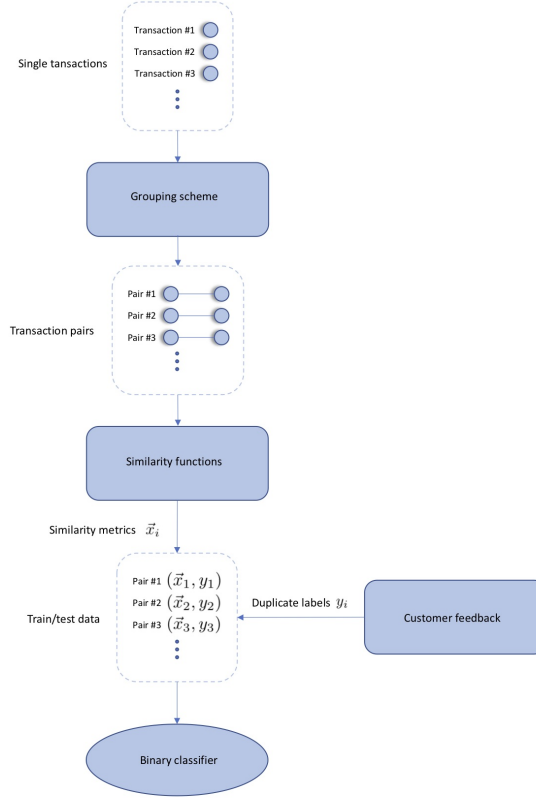 Transaction #1
Transaction #2
Single tansactions
Transaction #3
Grouping scheme
Pair #1
Pair #2
Transaction pairs
Pair #3
Similarity functions
Similarity metrics $\vec{x}_i$
Pair #1 $(\vec{x}_1, y_1)$
Pair #2 $(\vec{x}_2, y_2)$
Duplicate labels $y_i$
Train/test data
Customer feedback
Pair #3 $(\vec{x}_3, y_3)$
Binary classifier